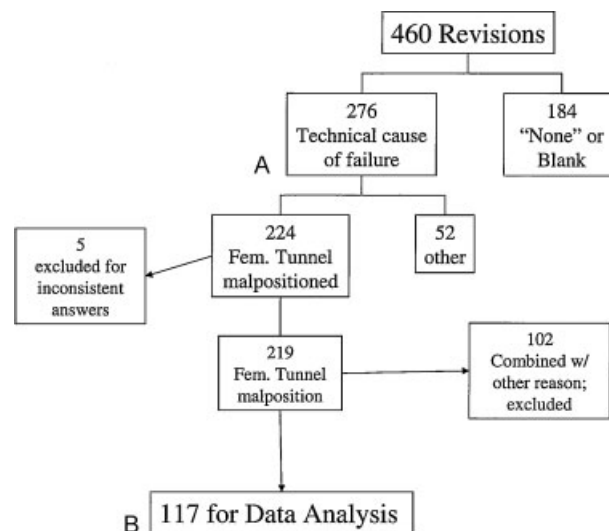 460 Revisions
276
Technical cause
of failure
184
“None” or
Blank
A
5
excluded for
inconsistent
answers
224
Fem. Tunnel
malpositioned
52
other
219
Fem. Tunnel
malposition
102
Combined w/
other reason;
excluded
B
117 for Data Analysis